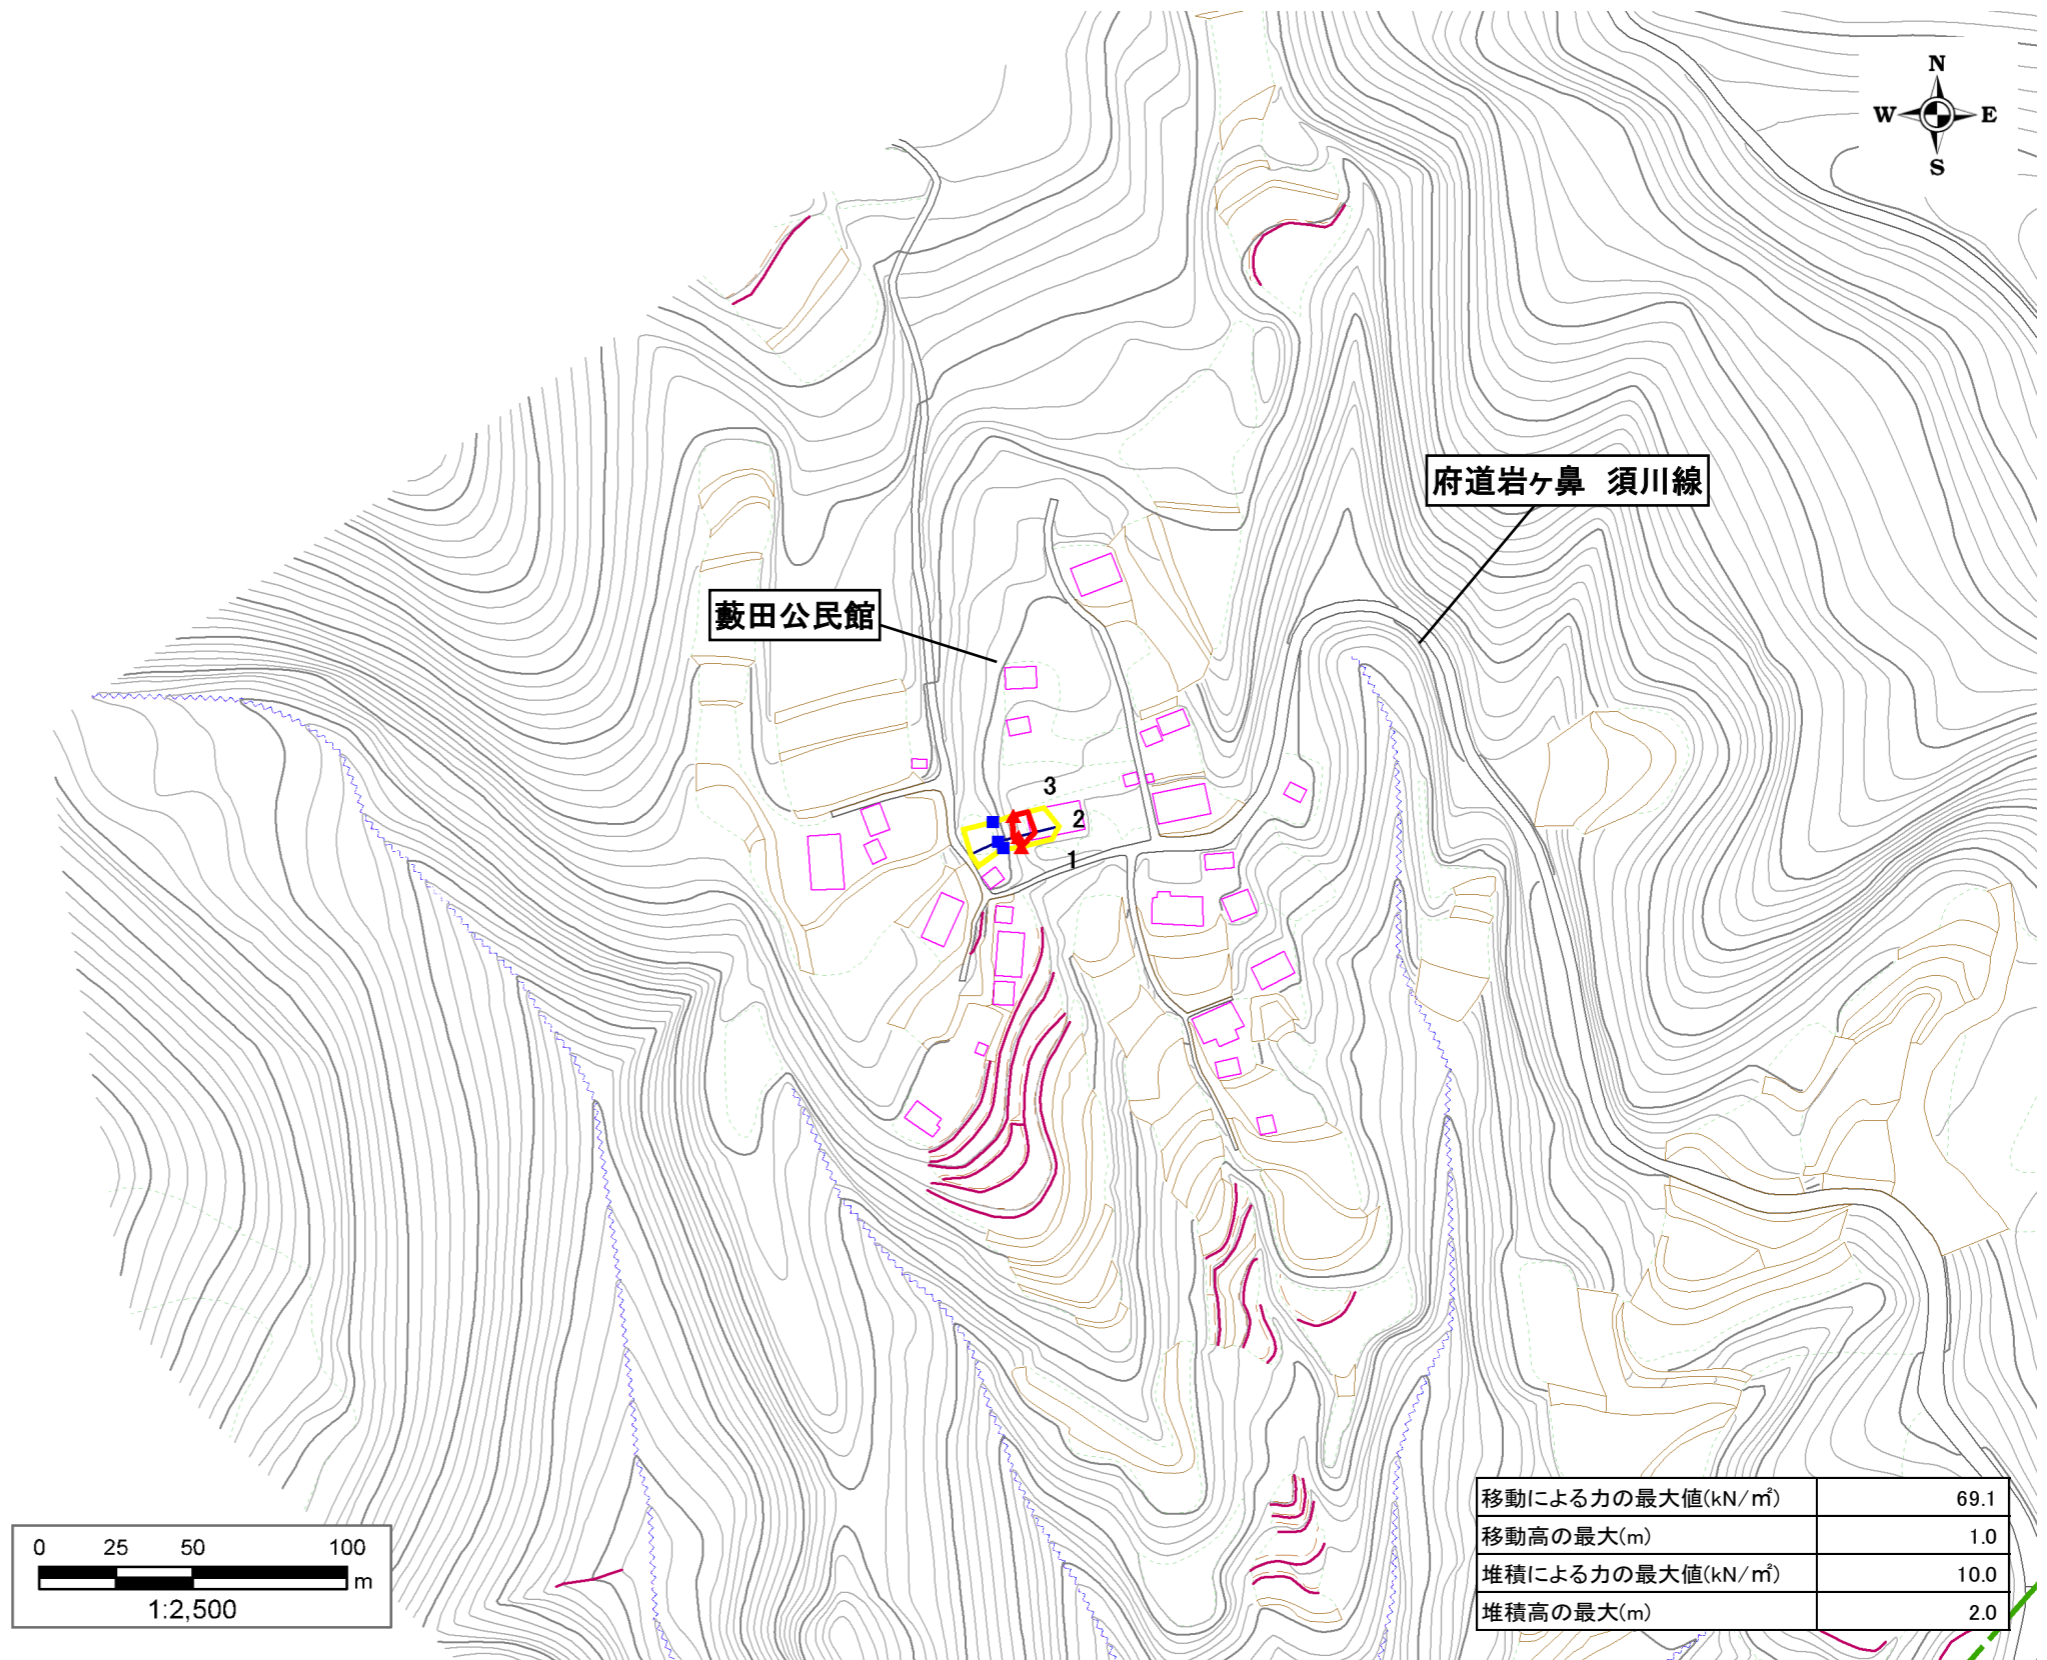 N
W E
S
府道岩ヶ鼻　須川線
藪田公民館
3
2
1
移動による力の最大値(kN/㎡) 69.1
移動高の最大(m) 1.0
堆積による力の最大値(kN/㎡) 10.0
堆積高の最大(m) 2.0
0 25 50 100
m
1:2,500